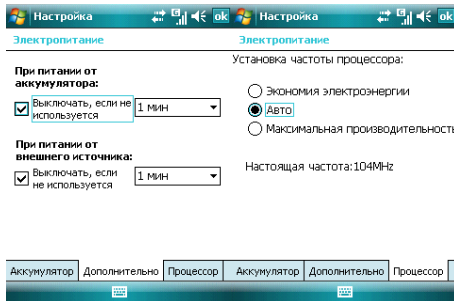 Настройка
ok
Электропитание
При питании от
аккумулятора:
Выключать, если не
используется
1 мин
При питании от
внешнего источника:
Выключать, если
не используется
1 мин
Аккумулятор
Дополнительно
Процессор
Настройка
ok
Электропитание
Установка частоты процессора:
Экономия электроэнергии
Авто
Максимальная производительность
Настоящая частота:104MHz
Аккумулятор
Дополнительно
Процессор